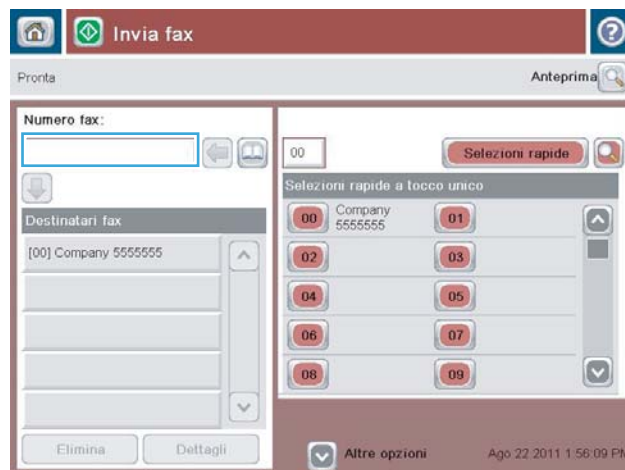 Invia fax
Pronta
Anteprima
Numero fax:
00
Selezioni rapide
Selezioni rapide a tocco unico
Destinatari fax
[00] Company 5555555
00 Company 5555555 01
02 03
04 05
06 07
08 09
Elimina Dettagli
Altre opzioni
Ago 22 2011 1:56:09 PM